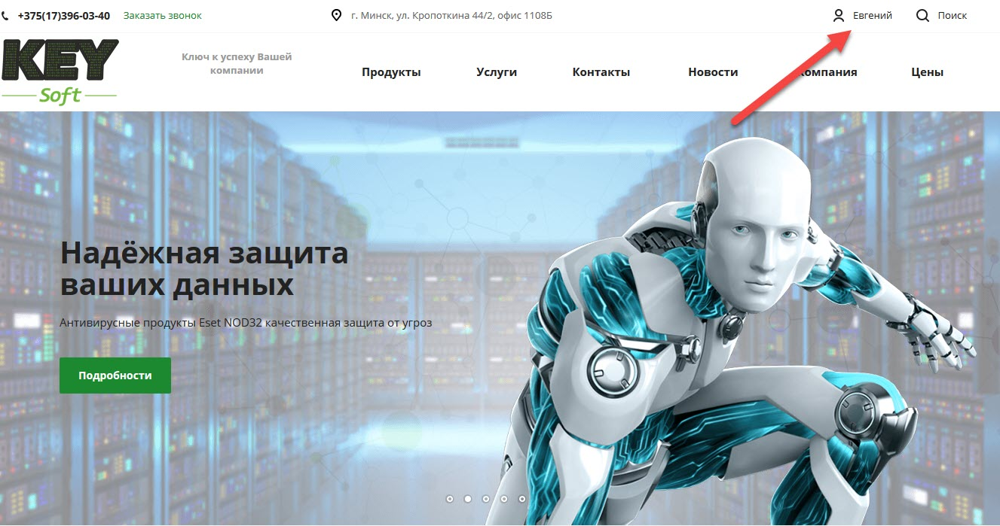 +375(17)396-03-40 Заказать звонок г. Минск, ул. Кропоткина 44/2, офис 1108Б Евгений Поиск
KEY
Soft
Ключ к успеху Вашей
компании
Продукты Услуги Контакты Новости Компания Цены
Надёжная защита
ваших данных
Антивирусные продукты Eset NOD32 качественная защита от угроз
Подробности